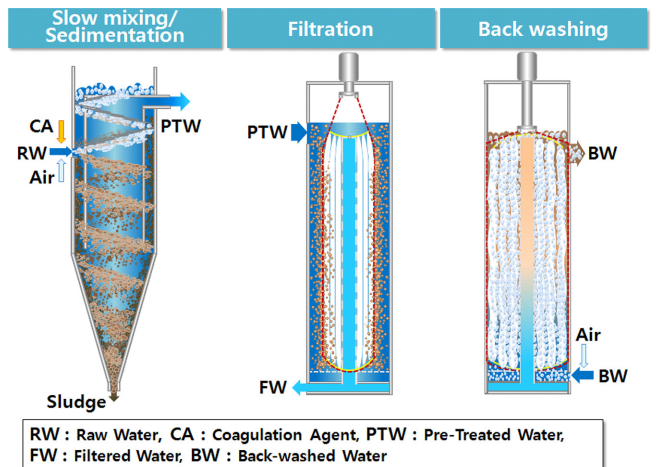 Slow mixing/
Sedimentation
Filtration
Back washing
CA
RW
Air
PTW
Sludge
PTW
FW
BW
Air
BW
RW : Raw Water, CA : Coagulation Agent, PTW : Pre-Treated Water,
FW : Filtered Water, BW : Back-washed Water